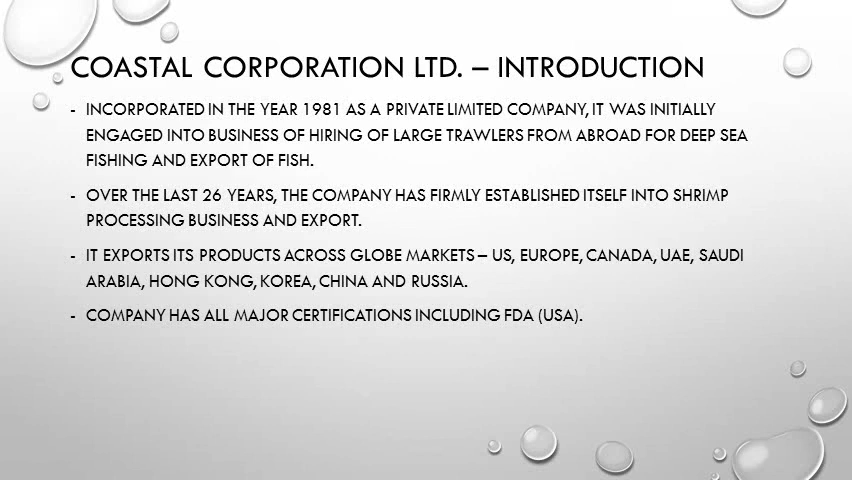 COASTAL CORPORATION LTD. – INTRODUCTION
- INCORPORATED IN THE YEAR 1981 AS A PRIVATE LIMITED COMPANY, IT WAS INITIALLY
ENGAGED INTO BUSINESS OF HIRING OF LARGE TRAWLERS FROM ABROAD FOR DEEP SEA
FISHING AND EXPORT OF FISH.
- OVER THE LAST 26 YEARS, THE COMPANY HAS FIRMLY ESTABLISHED ITSELF INTO SHRIMP
PROCESSING BUSINESS AND EXPORT.
- IT EXPORTS ITS PRODUCTS ACROSS GLOBE MARKETS – US, EUROPE, CANADA, UAE, SAUDI
ARABIA, HONG KONG, KOREA, CHINA AND RUSSIA.
- COMPANY HAS ALL MAJOR CERTIFICATIONS INCLUDING FDA (USA).